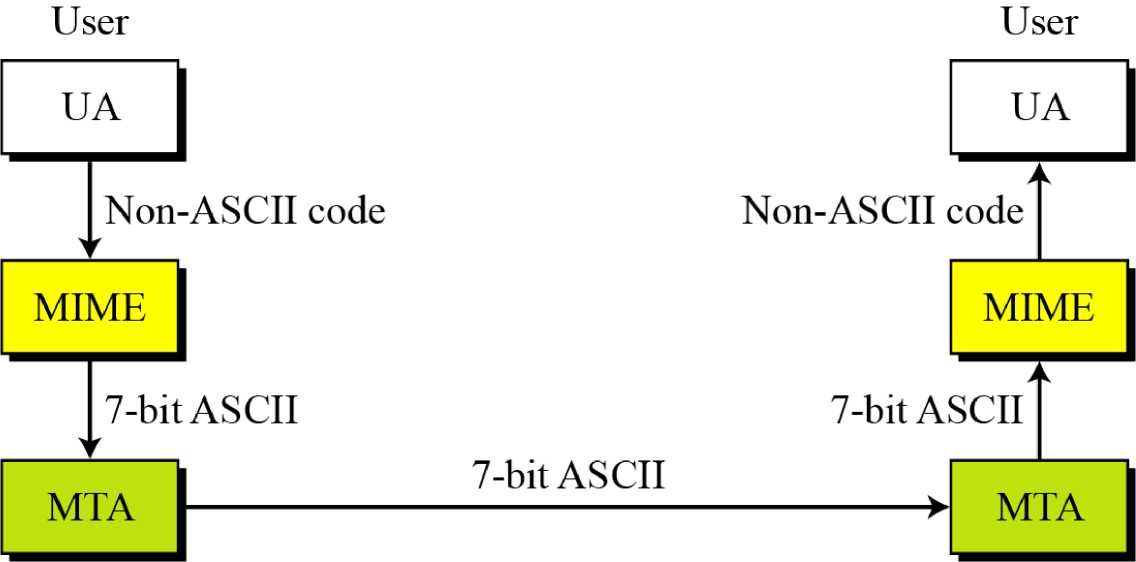 User
User
UA
UA
Non-ASCII code
Non-ASCII code
MIME
MIME
7-bit ASCII
7-bit ASCII
7-bit ASCII
MTA
MTA